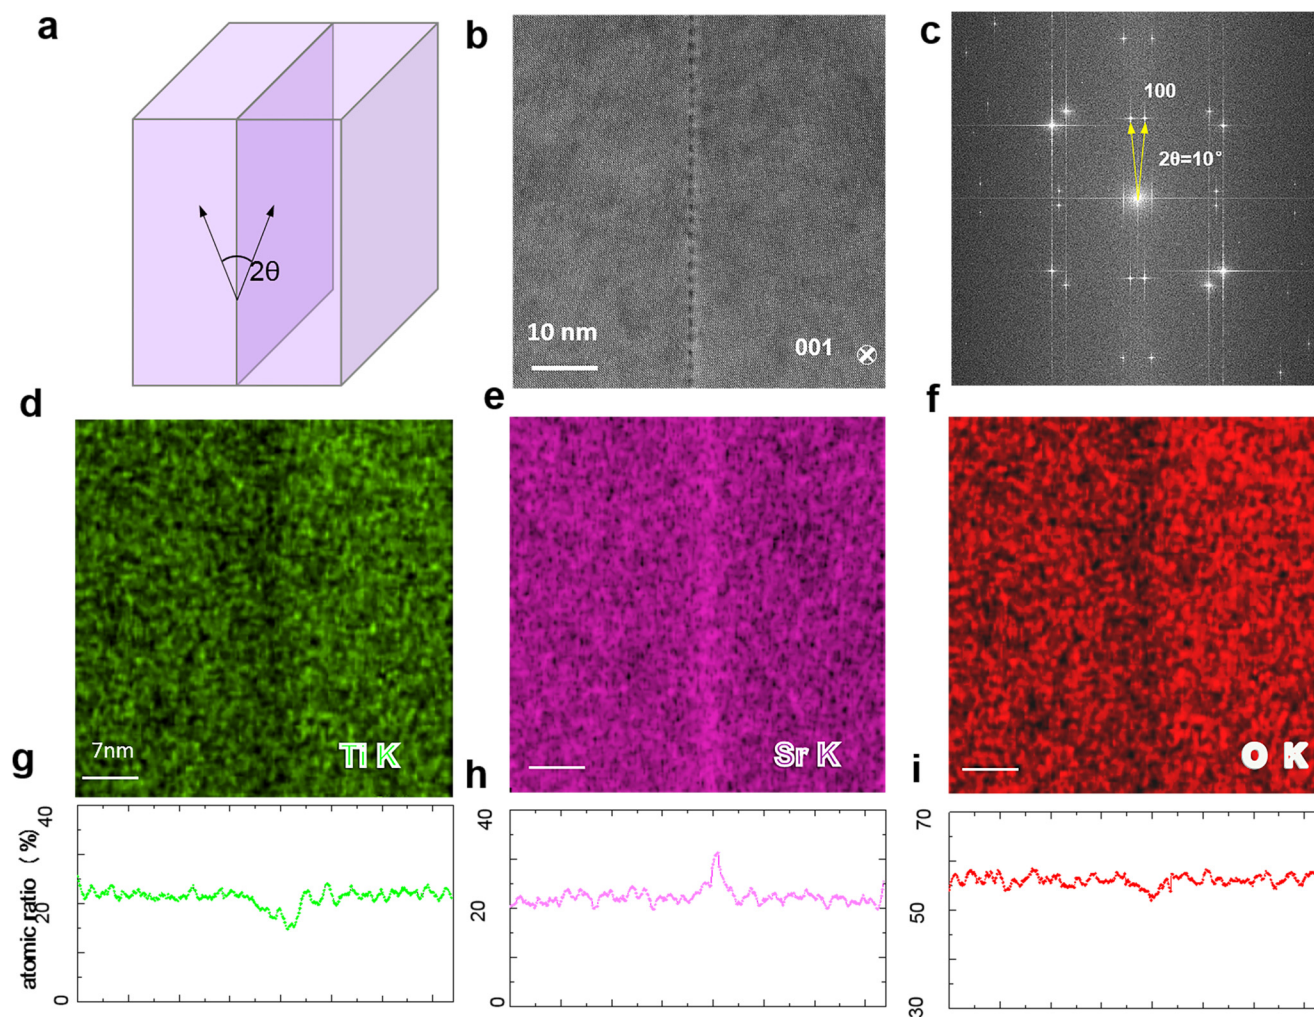 a
2θ
b
10 nm
001
c
100
2θ=10°
d
7nm
Ti K
e
Sr K
f
O K
g
atomic ratio ( %)
40
20
0
h
40
20
0
i
70
50
30